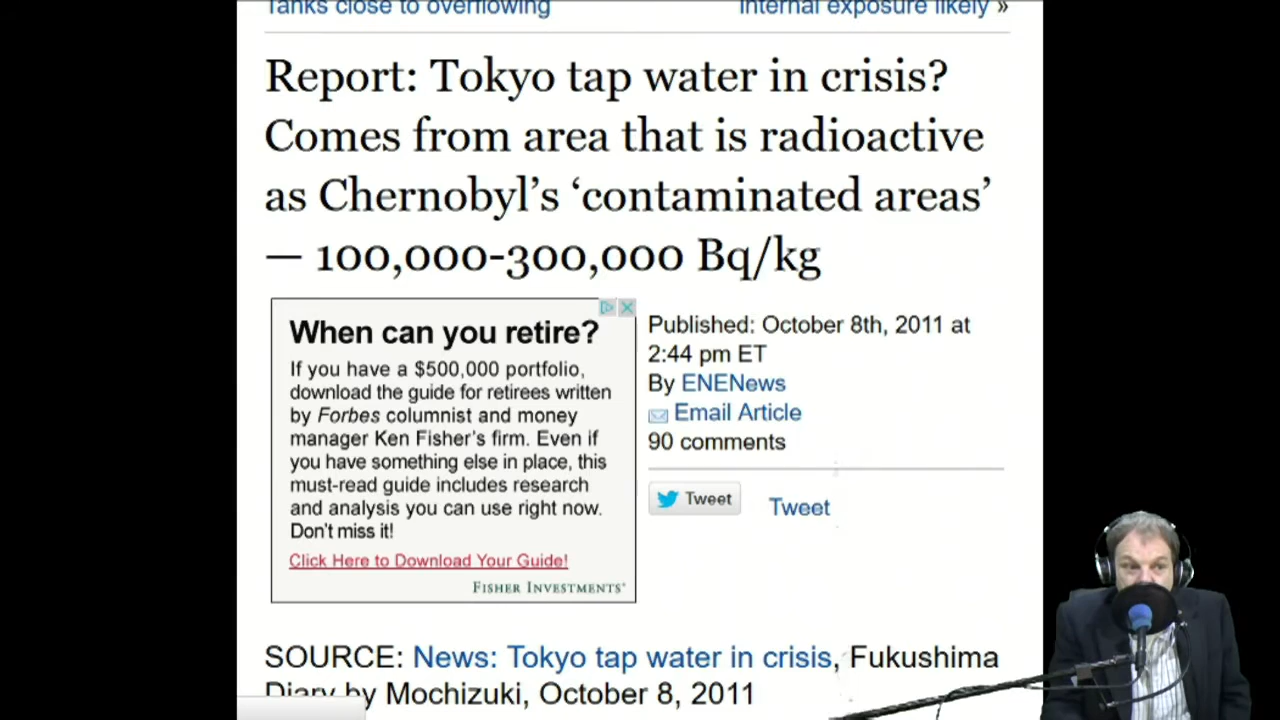 Tanks close to overflowing
Internal exposure likely »
Report: Tokyo tap water in crisis?
Comes from area that is radioactive
as Chernobyl’s ‘contaminated areas’
— 100,000-300,000 Bq/kg
When can you retire?
If you have a $500,000 portfolio,
download the guide for retirees written
by Forbes columnist and money
manager Ken Fisher’s firm. Even if
you have something else in place, this
must-read guide includes research
and analysis you can use right now.
Don’t miss it!
Click Here to Download Your Guide!
FISHER INVESTMENTS®
Published: October 8th, 2011 at
2:44 pm ET
By ENENews
Email Article
90 comments
Tweet
Tweet
SOURCE: News: Tokyo tap water in crisis, Fukushima
Diary by Mochizuki, October 8, 2011